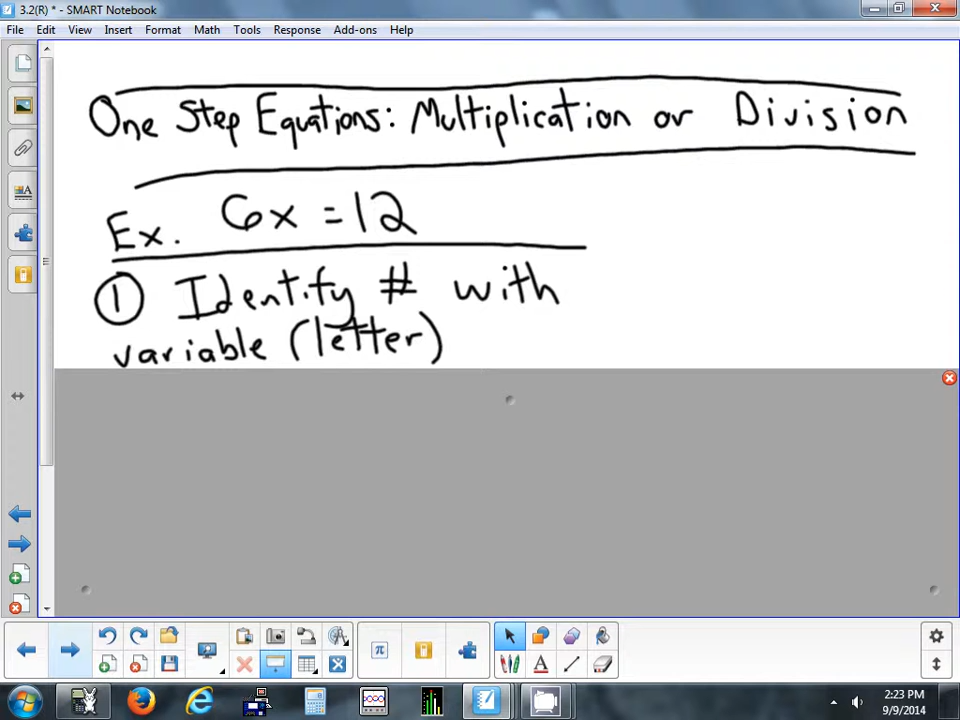 3.2(R) * - SMART Notebook
File Edit View Insert Format Math Tools Response Add-ons Help
One Step Equations: Multiplication or Division
Ex. 6x = 12
① Identify # with
variable (letter)
2:23 PM
9/9/2014